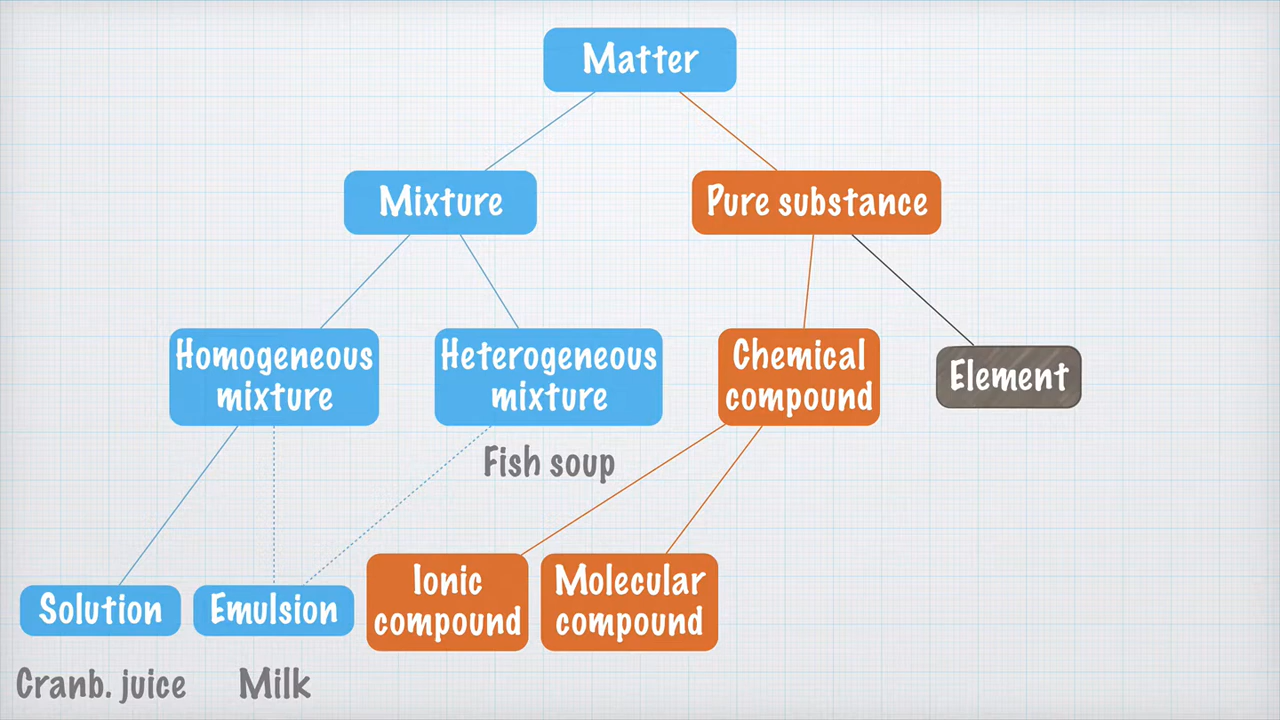 Matter
Mixture
Pure substance
Homogeneous
mixture
Heterogeneous
mixture
Chemical
compound
Element
Fish soup
Solution
Emulsion
Ionic
compound
Molecular
compound
Cranb. juice
Milk